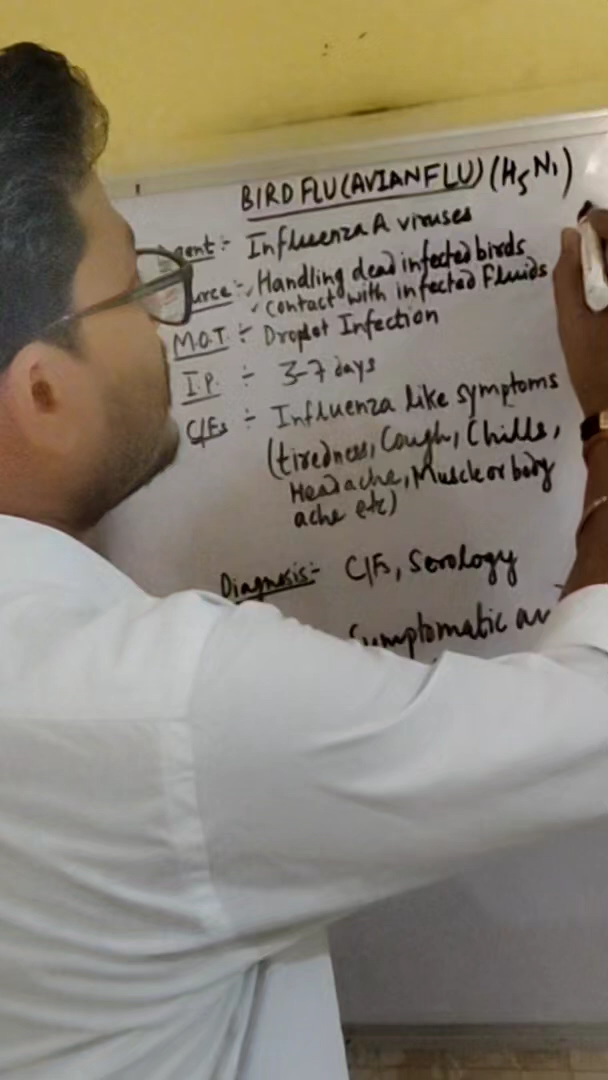 BIRD FLU (AVIAN FLU) (H5N1)
gent:- Influenza A viruses
urce:- Handling dead infected birds
contact with infected Fluids
M.O.T. :- Droplet Infection
I.P. :- 3-7 days
C/Fs :- Influenza like symptoms
(tiredness, Cough, Chills,
Headache, Muscle or body
ache etc)
Diagnosis:- C/Fs, Serology
Symptomatic an